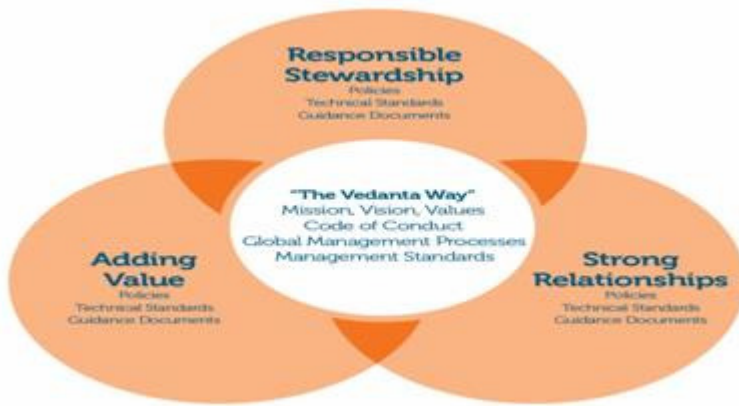 Responsible
Stewardship
Policies
Technical Standards
Guidance Documents
"The Vedanta Way"
Mission, Vision, Values
Code of Conduct
Global Management Processes
Management Standards
Adding
Value
Policies
Technical Standards
Guidance Documents
Strong
Relationships
Policies
Technical Standards
Guidance Documents